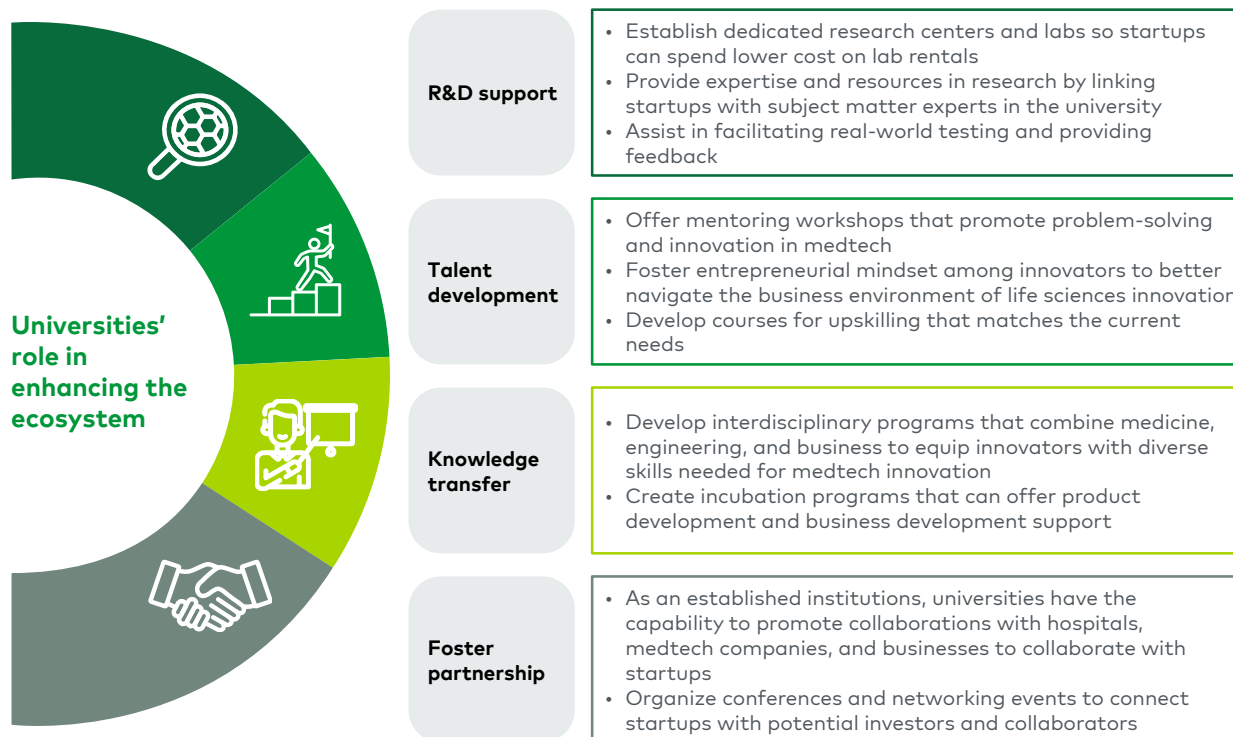 Universities'
role in
enhancing the
ecosystem
R&D support
• Establish dedicated research centers and labs so startups
can spend lower cost on lab rentals
• Provide expertise and resources in research by linking
startups with subject matter experts in the university
• Assist in facilitating real-world testing and providing
feedback
Talent
development
• Offer mentoring workshops that promote problem-solving
and innovation in medtech
• Foster entrepreneurial mindset among innovators to better
navigate the business environment of life sciences innovation
• Develop courses for upskilling that matches the current
needs
Knowledge
transfer
• Develop interdisciplinary programs that combine medicine,
engineering, and business to equip innovators with diverse
skills needed for medtech innovation
• Create incubation programs that can offer product
development and business development support
Foster
partnership
• As an established institutions, universities have the
capability to promote collaborations with hospitals,
medtech companies, and businesses to collaborate with
startups
• Organize conferences and networking events to connect
startups with potential investors and collaborators